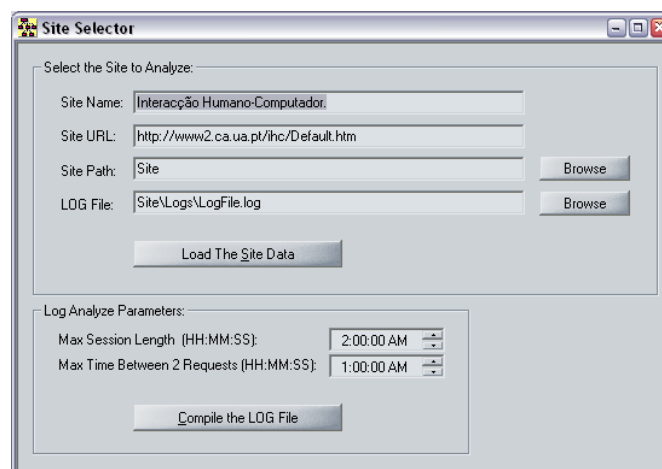 Site Selector
Select the Site to Analyze:
Site Name: Interacção Humano-Computador.
Site URL: http://www2.ca.ua.pt/ihc/Default.htm
Site Path: Site Browse
LOG File: Site\Logs\LogFile.log Browse
Load The Site Data
Log Analyze Parameters:
Max Session Length (HH:MM:SS): 2:00:00 AM
Max Time Between 2 Requests (HH:MM:SS): 1:00:00 AM
Compile the LOG File